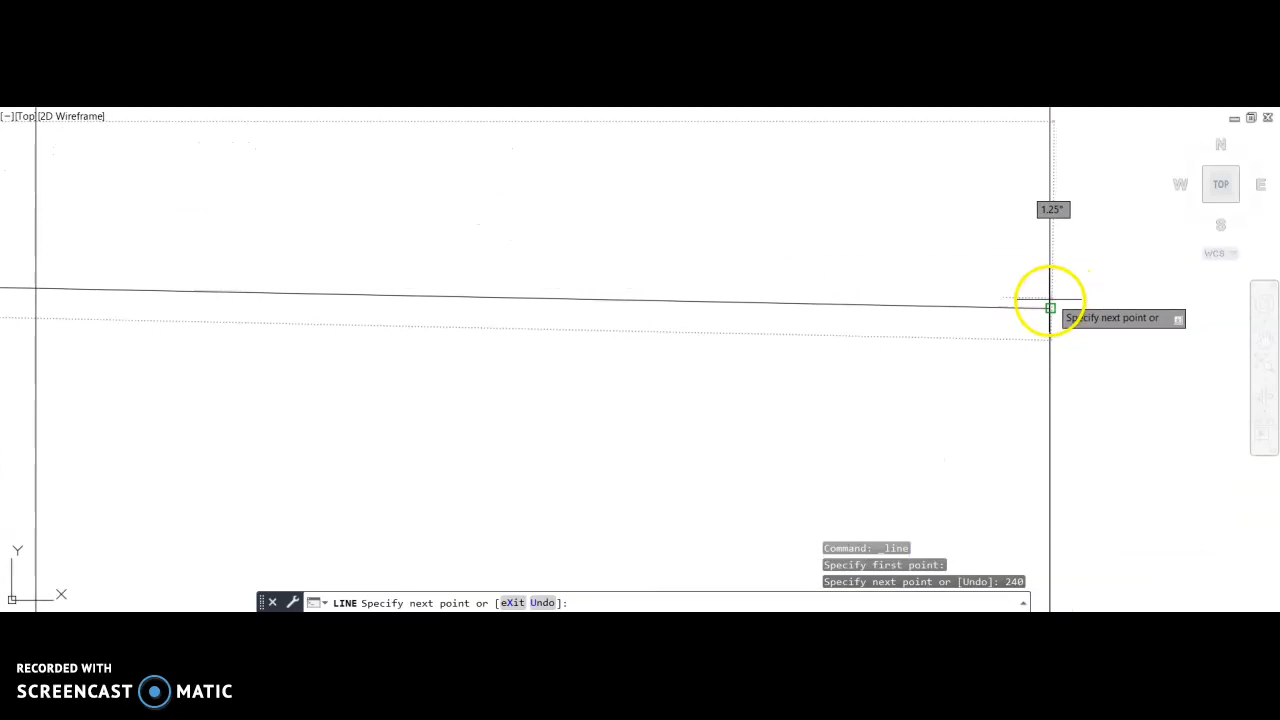 [−][Top][2D Wireframe]
N
W TOP E
S
WCS
1.25°
Specify next point or
Y
X
Command: _line
Specify first point:
Specify next point or [Undo]: 240
LINE Specify next point or [eXit Undo]:
RECORDED WITH
SCREENCAST MATIC